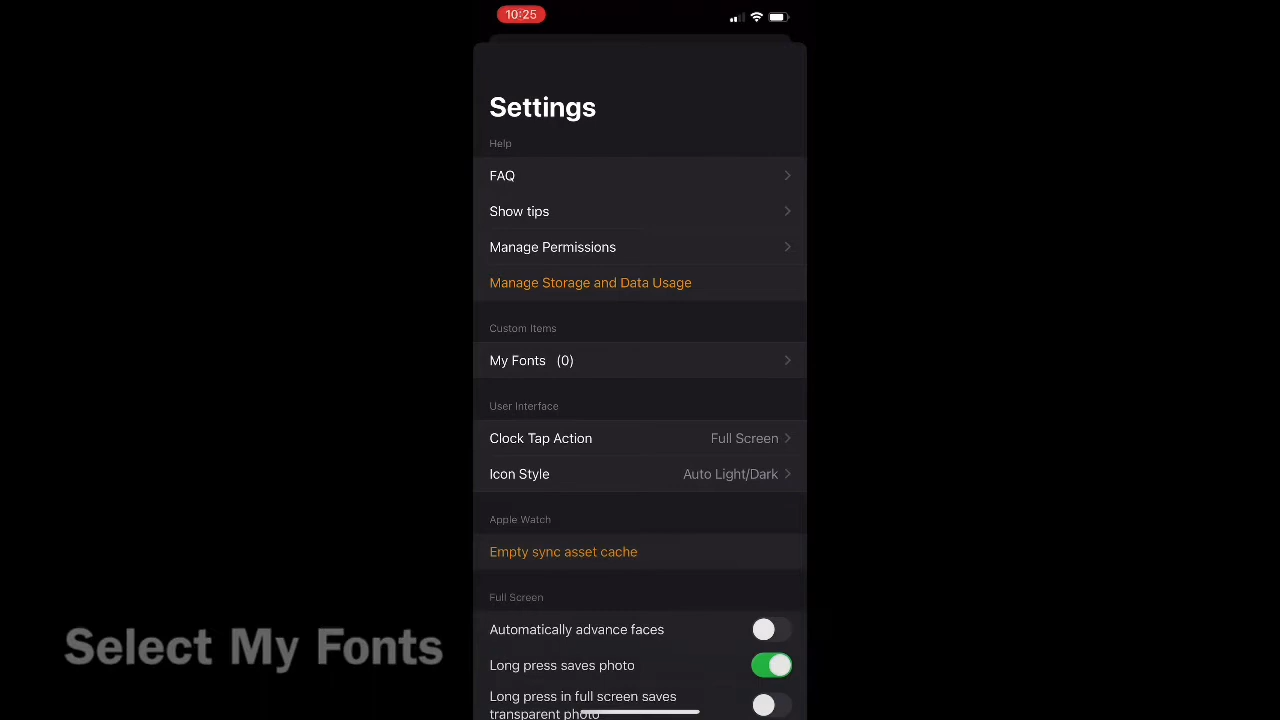 10:25
Settings
Help
FAQ
Show tips
Manage Permissions
Manage Storage and Data Usage
Custom Items
My Fonts (0)
User Interface
Clock Tap Action Full Screen
Icon Style Auto Light/Dark
Apple Watch
Empty sync asset cache
Full Screen
Automatically advance faces
Long press saves photo
Long press in full screen saves
transparent photo
Select My Fonts